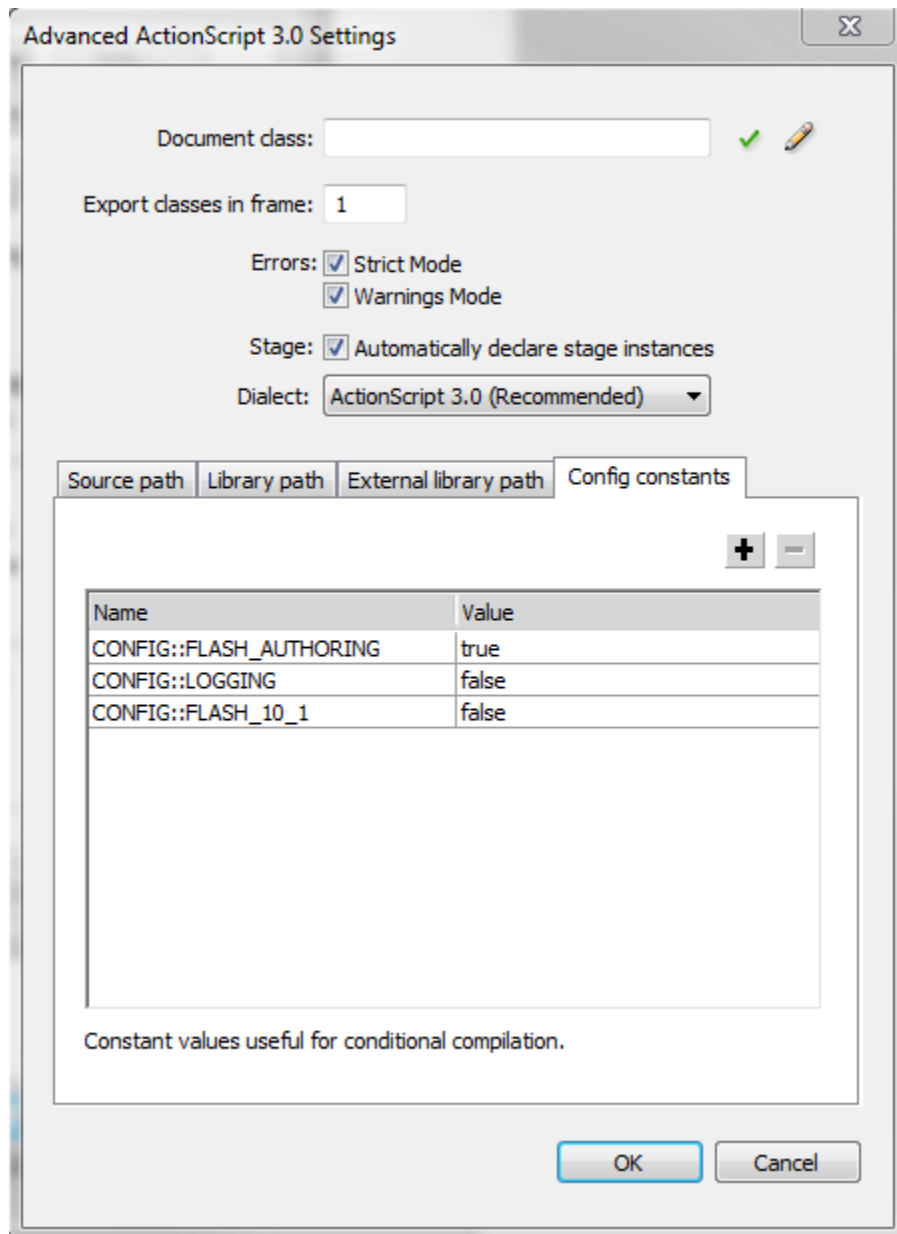 Advanced ActionScript 3.0 Settings
Document class:
Export classes in frame: 1
Errors: Strict Mode
Warnings Mode
Stage: Automatically declare stage instances
Dialect: ActionScript 3.0 (Recommended)
Source path Library path External library path Config constants
Name Value
CONFIG::FLASH_AUTHORING true
CONFIG::LOGGING false
CONFIG::FLASH_10_1 false
Constant values useful for conditional compilation.
OK Cancel